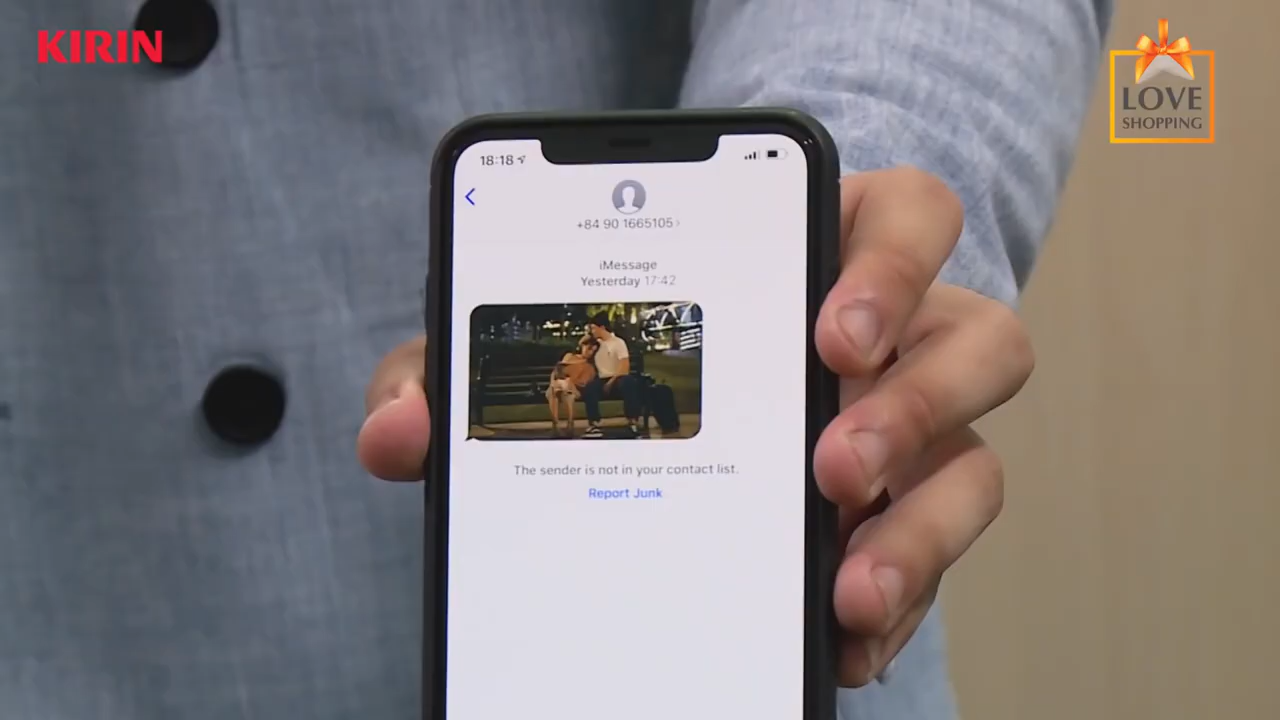 KIRIN
LOVE
SHOPPING
18:18
+84 90 1665105 ›
iMessage
Yesterday 17:42
The sender is not in your contact list.
Report Junk